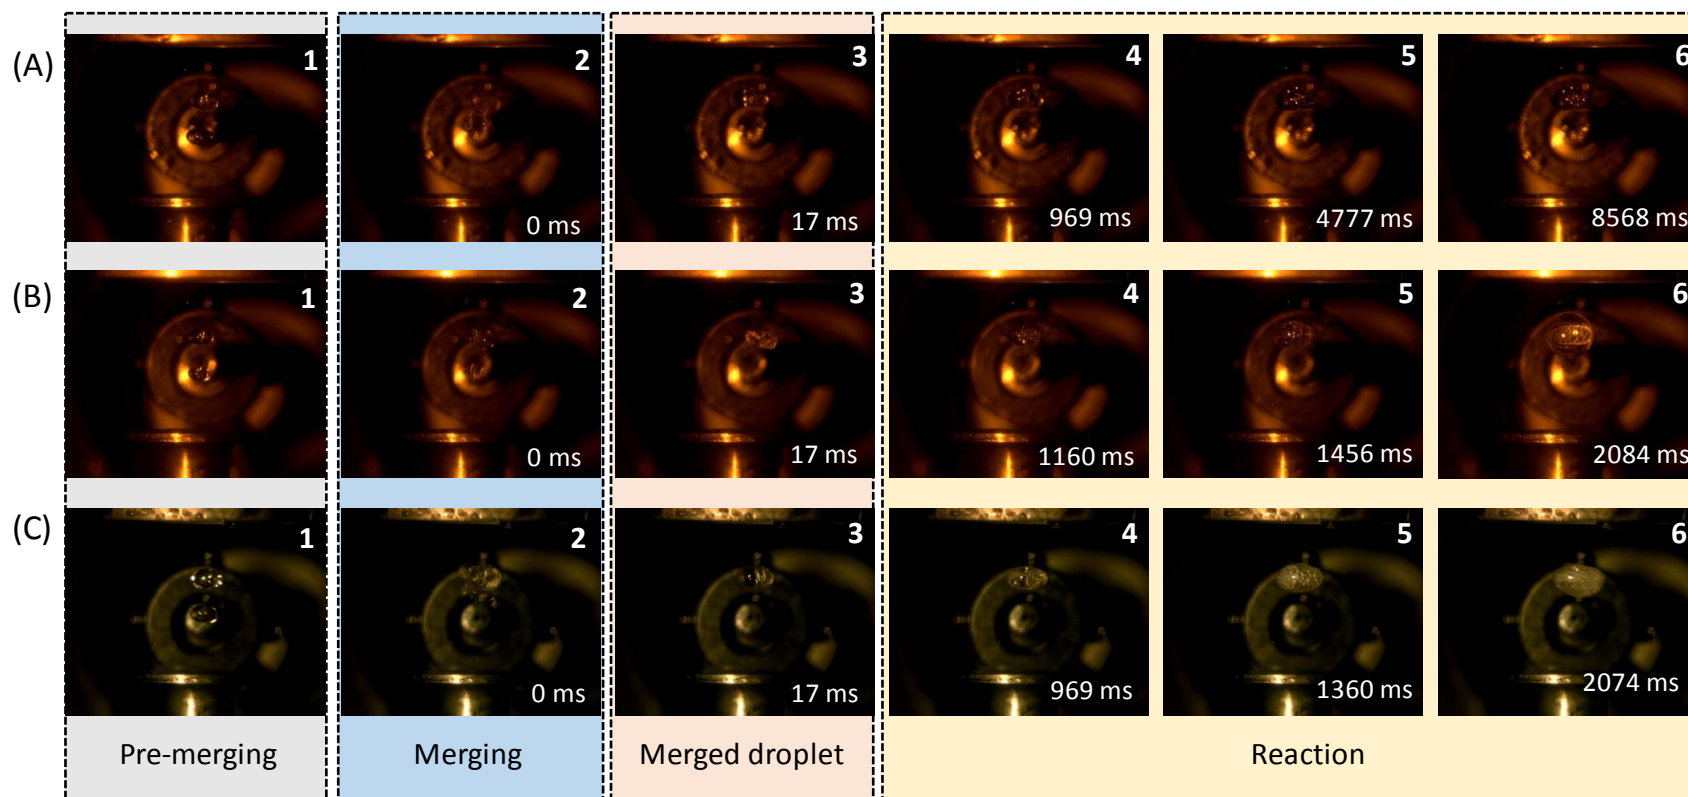 (A)
1
2
3
4
5
6
0 ms
17 ms
969 ms
4777 ms
8568 ms
(B)
1
2
3
4
5
6
0 ms
17 ms
1160 ms
1456 ms
2084 ms
(C)
1
2
3
4
5
6
0 ms
17 ms
969 ms
1360 ms
2074 ms
Pre-merging
Merging
Merged droplet
Reaction